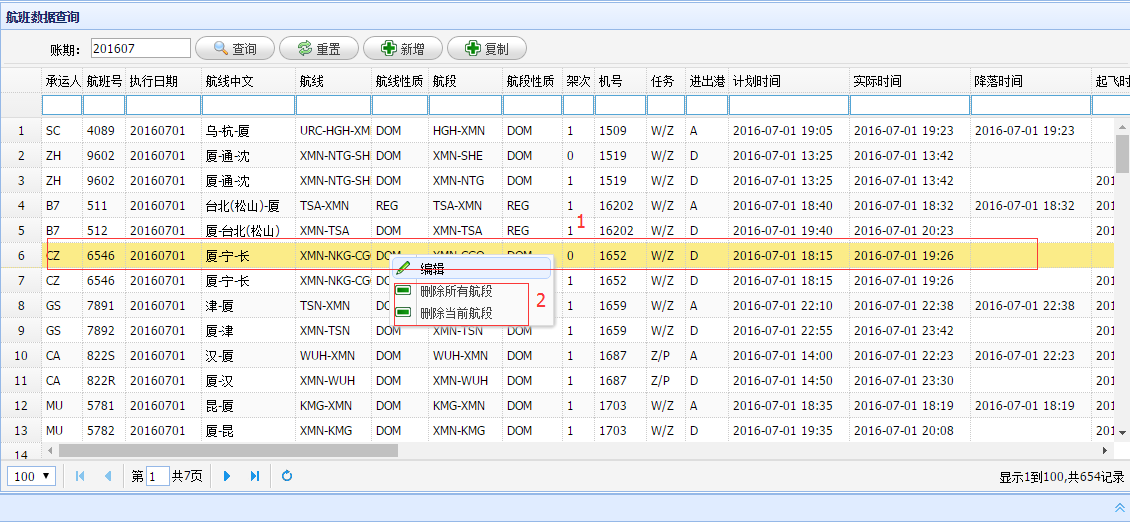 航班数据查询
账期: 201607 查询 重置 新增 复制
承运人 航班号 执行日期 航线中文 航线 航线性质 航段 航段性质 架次 机号 任务 进出港 计划时间 实际时间 降落时间 起飞时
1 SC 4089 20160701 乌-杭-厦 URC-HGH-XM DOM HGH-XMN DOM 1 1509 W/Z A 2016-07-01 19:05 2016-07-01 19:23 2016-07-01 19:23
2 ZH 9602 20160701 厦-通-沈 XMN-NTG-SH DOM XMN-SHE DOM 0 1519 W/Z D 2016-07-01 13:25 2016-07-01 13:42
3 ZH 9602 20160701 厦-通-沈 XMN-NTG-SH DOM XMN-NTG DOM 1 1519 W/Z D 2016-07-01 13:25 2016-07-01 13:42 201
4 B7 511 20160701 台北(松山)-厦 TSA-XMN REG TSA-XMN REG 1 16202 W/Z A 2016-07-01 18:40 2016-07-01 18:32 2016-07-01 18:32
1
5 B7 512 20160701 厦-台北(松山) XMN-TSA DOM XMN-TSA REG 1 16202 W/Z D 2016-07-01 19:40 2016-07-01 20:23 201
6 CZ 6546 20160701 厦-宁-长 XMN-NKG-CG DOM XMN-CGO DOM 0 1652 W/Z D 2016-07-01 18:15 2016-07-01 19:26
编辑
7 CZ 6546 20160701 厦-宁-长 XMN-NKG-CG 1 1652 W/Z D 2016-07-01 18:15 2016-07-01 19:26 201
删除所有航段
2
8 GS 7891 20160701 津-厦 TSN-XMN 1 1659 W/Z A 2016-07-01 22:10 2016-07-01 22:38 2016-07-01 22:38
删除当前航段
9 GS 7892 20160701 厦-津 XMN-TSN DOM XMN-TSN DOM 1 1659 W/Z D 2016-07-01 22:55 2016-07-01 23:42 201
10 CA 822S 20160701 汉-厦 WUH-XMN DOM WUH-XMN DOM 1 1687 Z/P A 2016-07-01 14:00 2016-07-01 22:23 2016-07-01 22:23
11 CA 822R 20160701 厦-汉 XMN-WUH DOM XMN-WUH DOM 1 1687 Z/P D 2016-07-01 14:50 2016-07-01 23:30 201
12 MU 5781 20160701 昆-厦 KMG-XMN DOM KMG-XMN DOM 1 1703 W/Z A 2016-07-01 18:35 2016-07-01 18:19 2016-07-01 18:19
13 MU 5782 20160701 厦-昆 XMN-KMG DOM XMN-KMG DOM 1 1703 W/Z D 2016-07-01 19:35 2016-07-01 20:08 201
14
100 第 1 共7页 显示1到100,共654记录